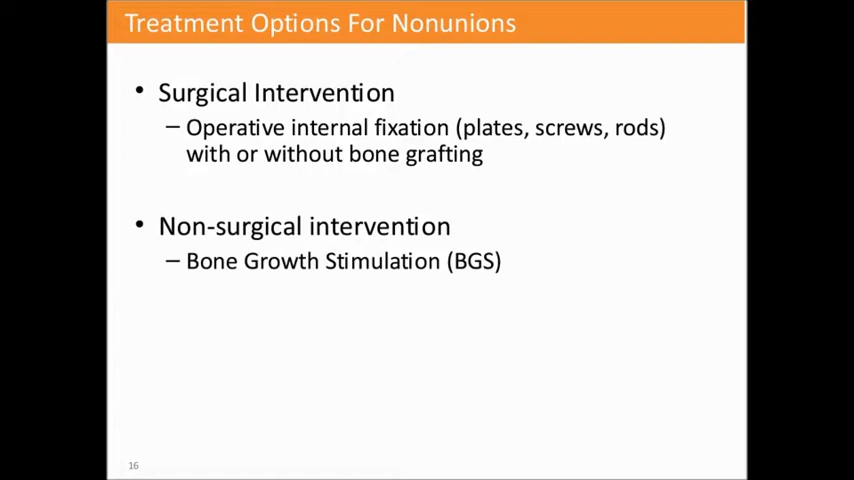 Treatment Options For Nonunions
• Surgical Intervention
– Operative internal fixation (plates, screws, rods)
with or without bone grafting
• Non-surgical intervention
– Bone Growth Stimulation (BGS)
16